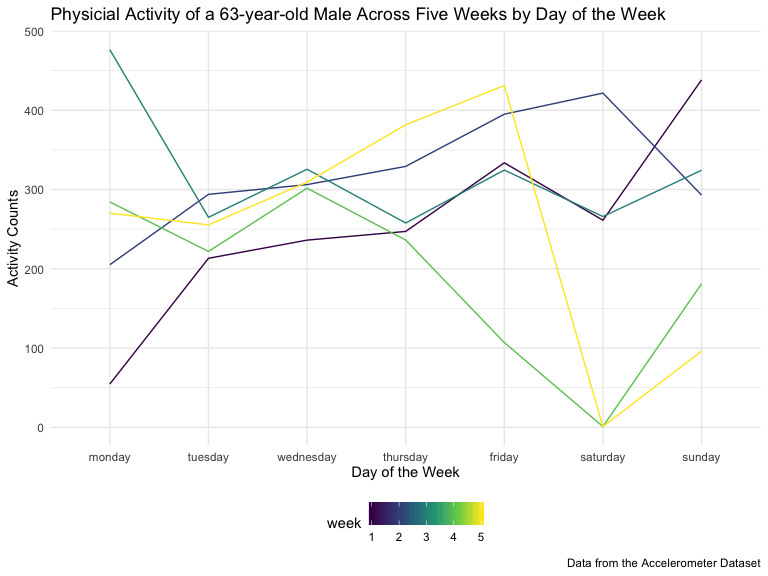 Physicial Activity of a 63-year-old Male Across Five Weeks by Day of the Week
500
400
300
200
100
0
Activity Counts
monday tuesday wednesday thursday friday saturday sunday
Day of the Week
week
1 2 3 4 5
Data from the Accelerometer Dataset